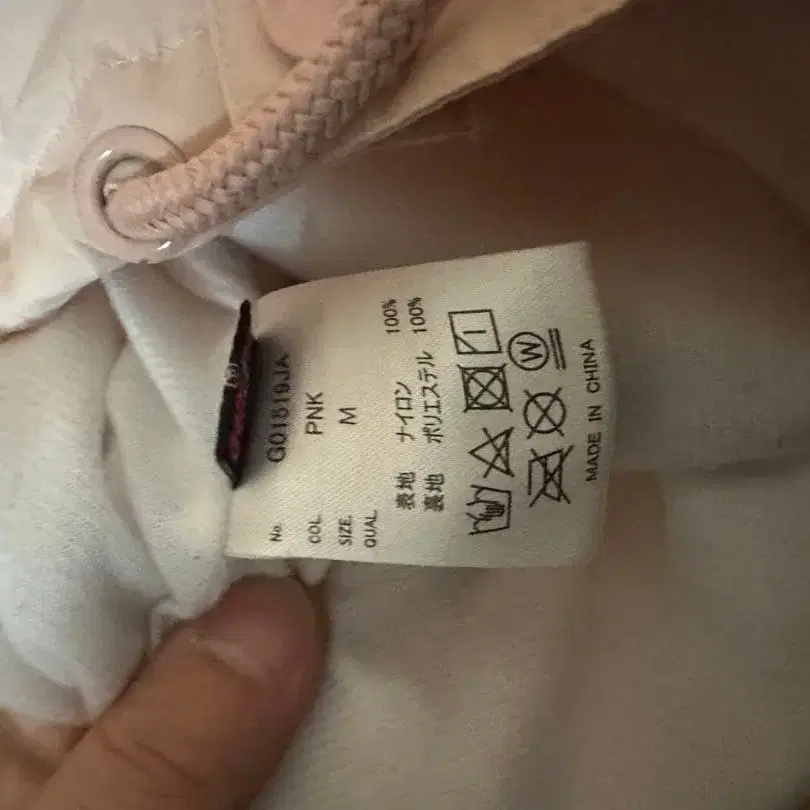 No. G01519JA
COL. PNK
SIZE. M
QUAL.
表地 ナイロン 100%
裏地 ポリエステル 100%
W
MADE IN CHINA